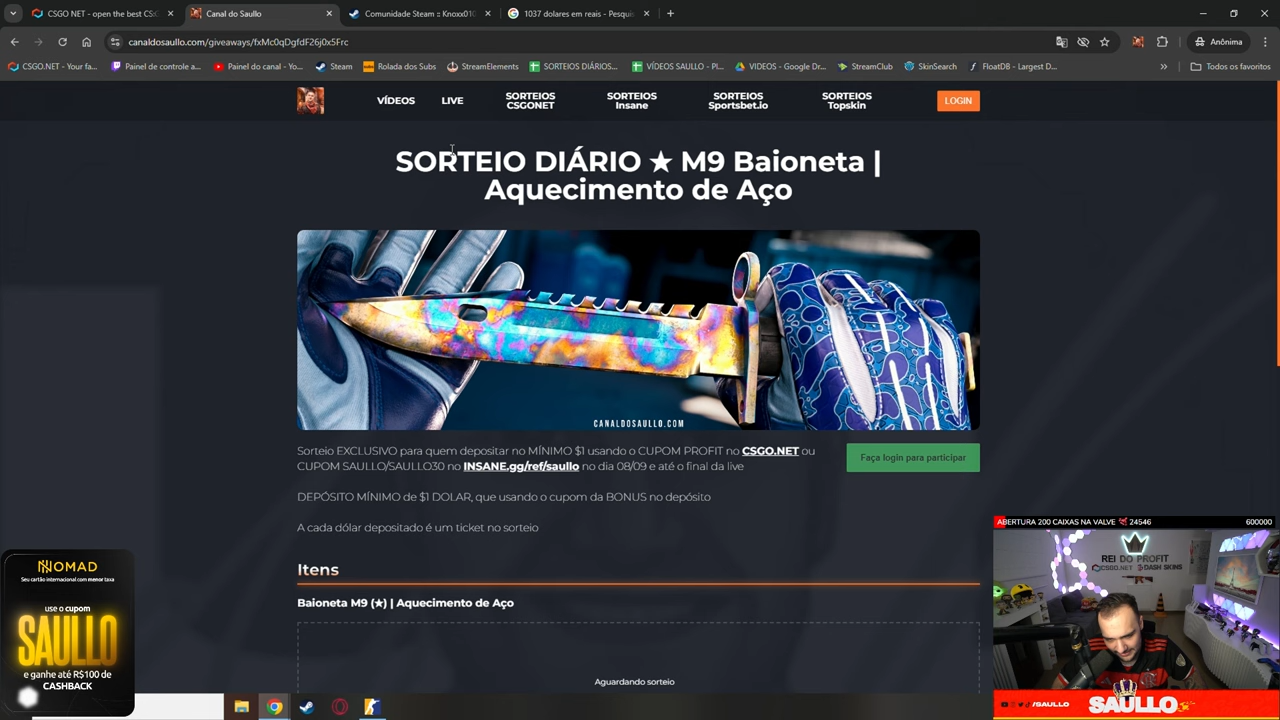 CSGO.NET - open the best CS:
Canal do Saullo
Comunidade Steam :: Knoxx01
1037 dolares em reais - Pesquis
canaldosaullo.com/giveaways/fxMc0qDgfdF26j0x5Frc
Anônima
CSGO.NET - Your fa...
Painel de controle a...
Painel do canal - Yo...
Steam
Rolada dos Subs
StreamElements
SORTEIOS DIÁRIOS...
VÍDEOS SAULLO - Pl...
VIDEOS - Google Dr...
StreamClub
SkinSearch
FloatDB - Largest D...
Todos os favoritos
VÍDEOS
LIVE
SORTEIOS
CSGONET
SORTEIOS
Insane
SORTEIOS
Sportsbet.io
SORTEIOS
Topskin
LOGIN
SORTEIO DIÁRIO ★ M9 Baioneta |
Aquecimento de Aço
CANALDOSAULLO.COM
Sorteio EXCLUSIVO para quem depositar no MÍNIMO $1 usando o CUPOM PROFIT no CSGO.NET ou
CUPOM SAULLO/SAULLO30 no INSANE.gg/ref/saullo no dia 08/09 e até o final da live
Faça login para participar
DEPÓSITO MÍNIMO de $1 DOLAR, que usando o cupom da BONUS no depósito
A cada dólar depositado é um ticket no sorteio
Itens
Baioneta M9 (★) | Aquecimento de Aço
Aguardando sorteio
NOMAD
Seu cartão internacional com menor taxa
use o cupom
SAULLO
e ganhe até R$100 de
CASHBACK
ABERTURA 200 CAIXAS NA VALVE 24546
600000
REI DO PROFIT
CSGO.NET DASH SKINS
/SAULLO
SAULLO